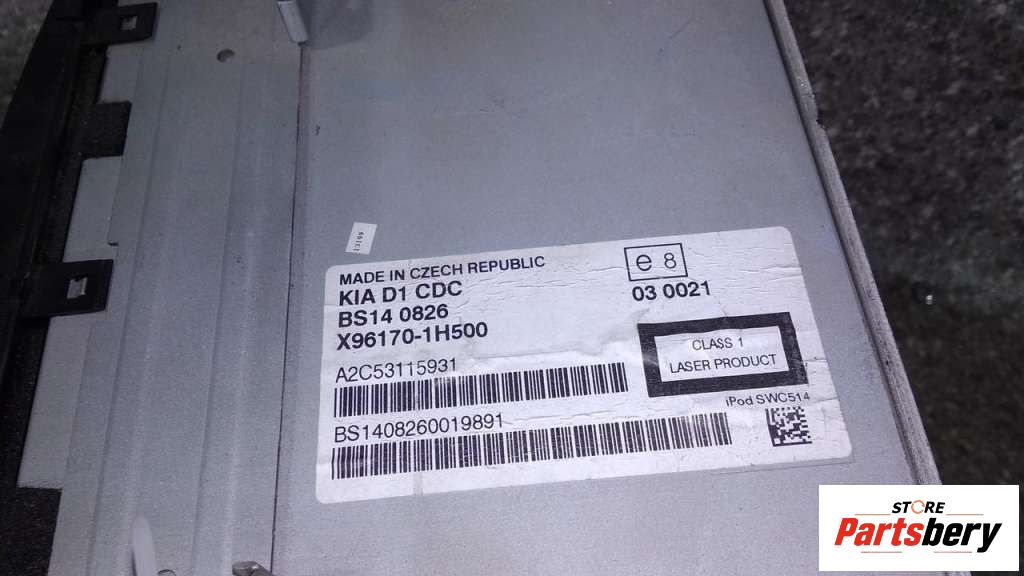 13199
MADE IN CZECH REPUBLIC
KIA D1 CDC
BS14 0826
X96170-1H500
A2C53115931
BS1408260019891
e 8
03 0021
CLASS 1
LASER PRODUCT
iPod SWC514
STORE
Partsbery